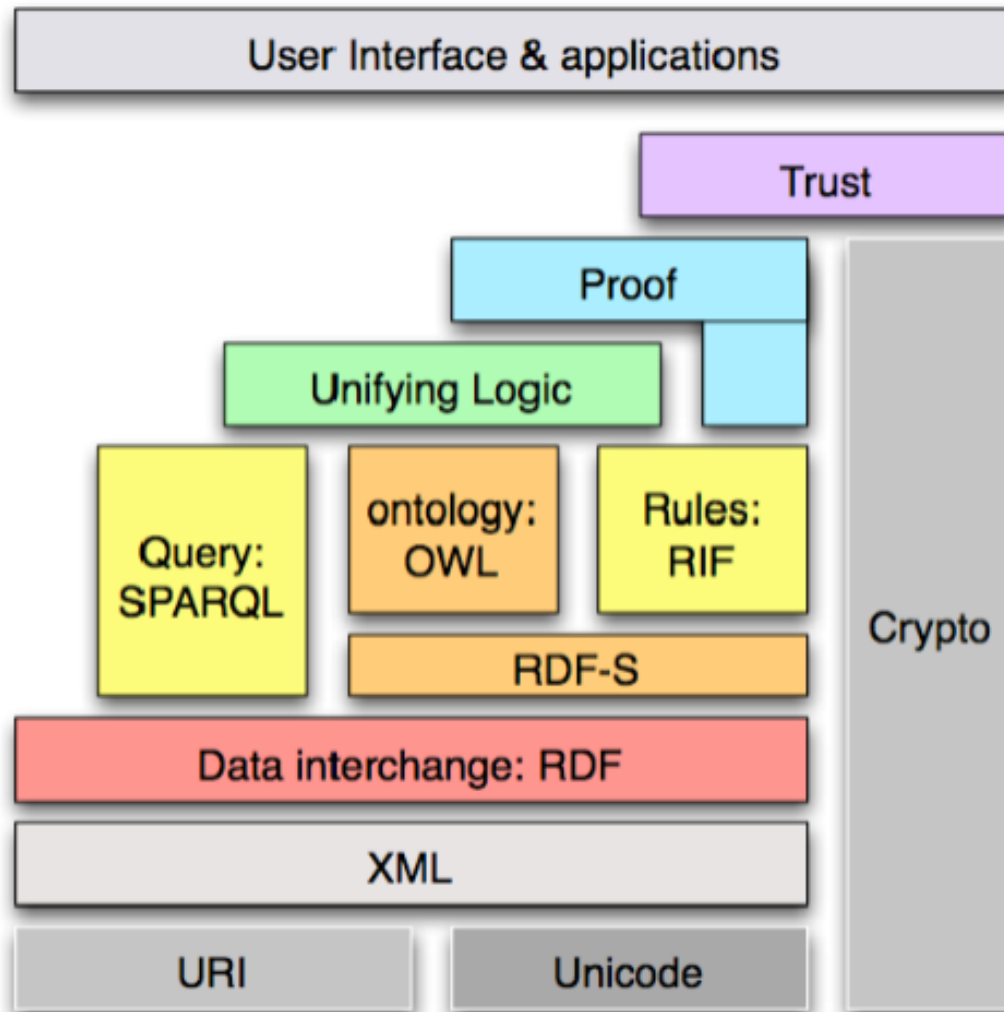 User Interface & applications
Trust
Proof
Unifying Logic
Query:
SPARQL
ontology:
OWL
Rules:
RIF
Crypto
RDF-S
Data interchange: RDF
XML
URI
Unicode